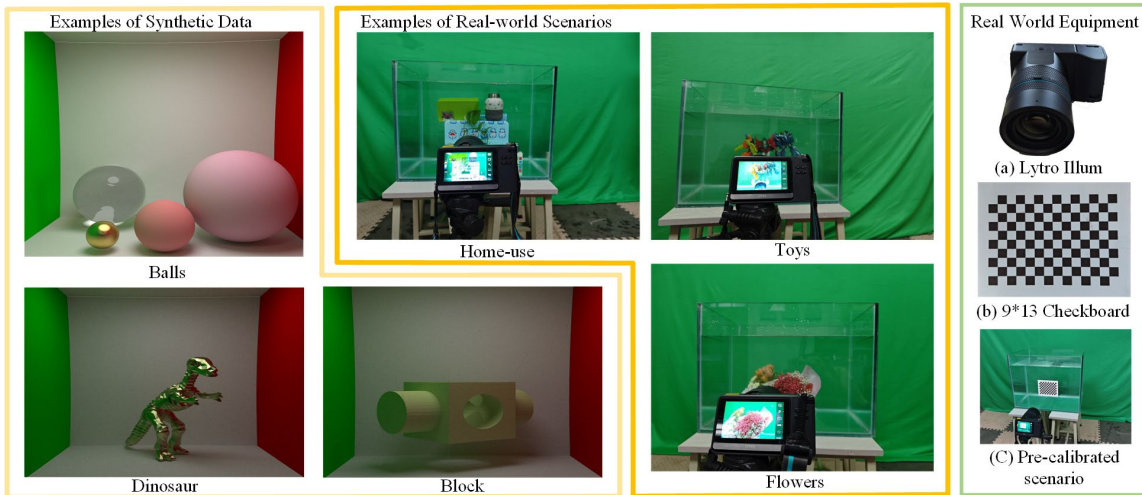 Examples of Synthetic Data
Balls
Dinosaur
Block
Examples of Real-world Scenarios
Home-use
Toys
Flowers
Real World Equipment
(a) Lytro Illum
(b) 9*13 Checkboard
(C) Pre-calibrated
scenario